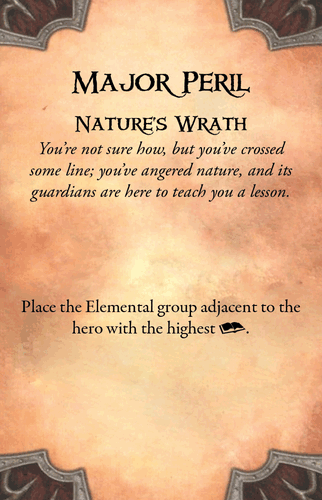 Major Peril
Nature's Wrath
You're not sure how, but you've crossed
some line; you've angered nature, and its
guardians are here to teach you a lesson.
Place the Elemental group adjacent to the
hero with the highest .